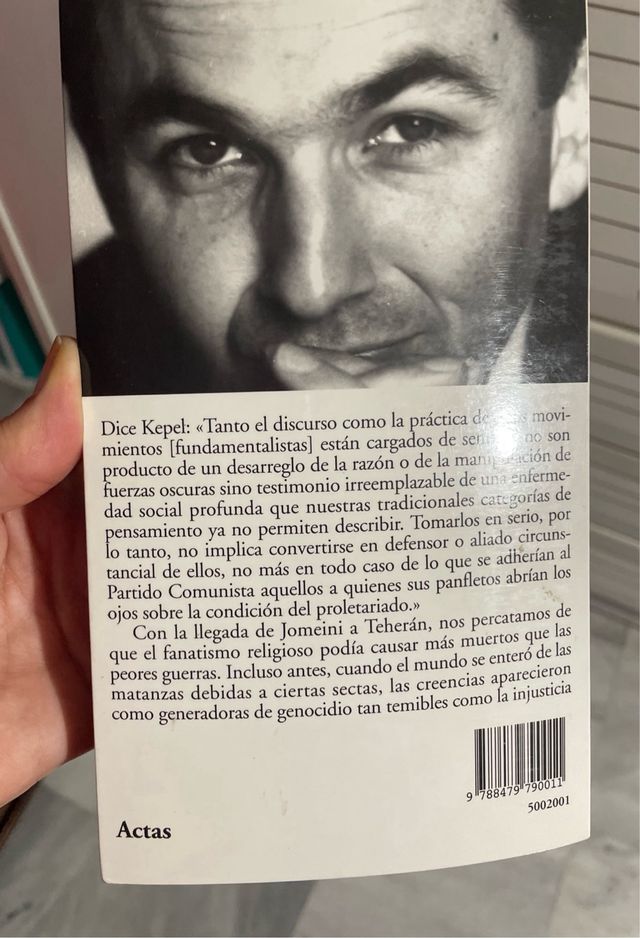 Dice Kepel: «Tanto el discurso como la práctica de movi-
mientos [fundamentalistas] están cargados de no son
producto de un desarreglo de la razón o de la manipulación de
fuerzas oscuras sino testimonio irreemplazable de una enferme-
dad social profunda que nuestras tradicionales categorías de
pensamiento ya no permiten describir. Tomarlos en serio, por
lo tanto, no implica convertirse en defensor o aliado circuns-
tancial de ellos, no más en todo caso de lo que se adherían al
Partido Comunista aquellos a quienes sus panfletos abrían los
ojos sobre la condición del proletariado.»
Con la llegada de Jomeini a Teherán, nos percatamos de
que el fanatismo religioso podía causar más muertos que las
peores guerras. Incluso antes, cuando el mundo se enteró de las
matanzas debidas a ciertas sectas, las creencias aparecieron
como generadoras de genocidio tan temibles como la injusticia
9 788479 790011
5002001
Actas